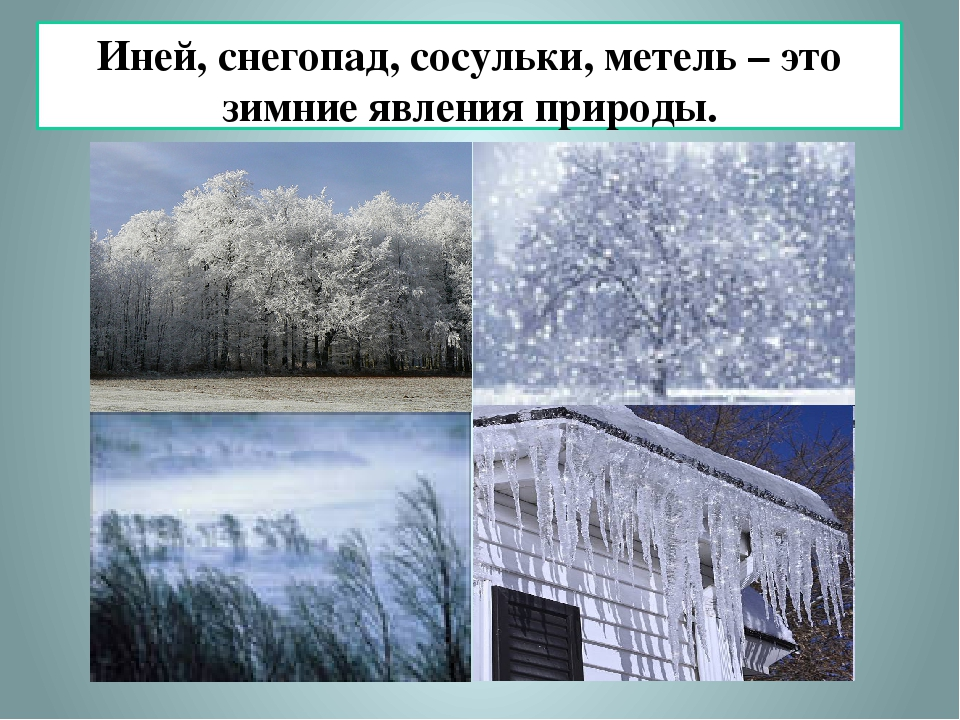 Иней, снегопад, сосульки, метель – это
зимние явления природы.